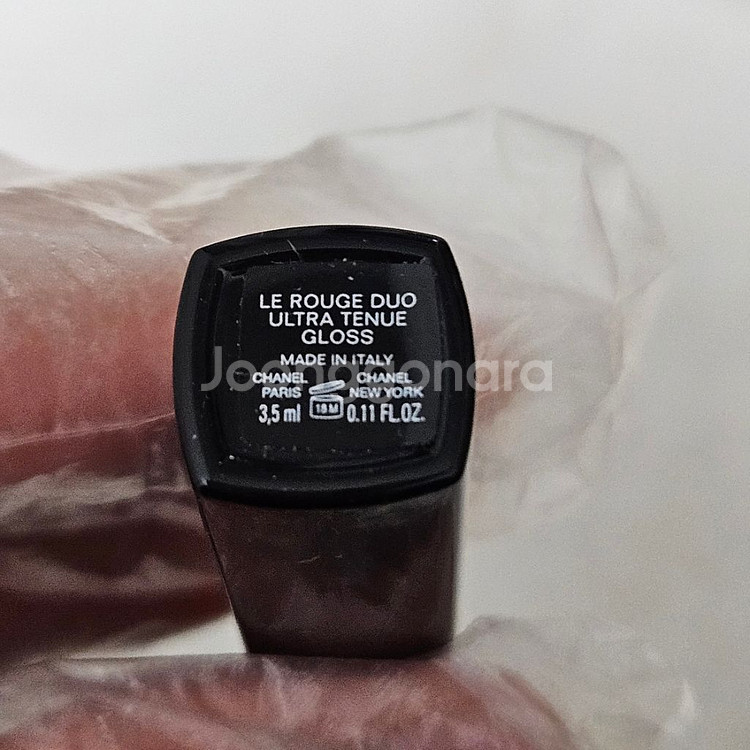 LE ROUGE DUO
ULTRA TENUE
GLOSS
MADE IN ITALY
Joonggonara
CHANEL CHANEL
PARIS NEW YORK
3,5 ml 18M 0.11 FL.OZ.